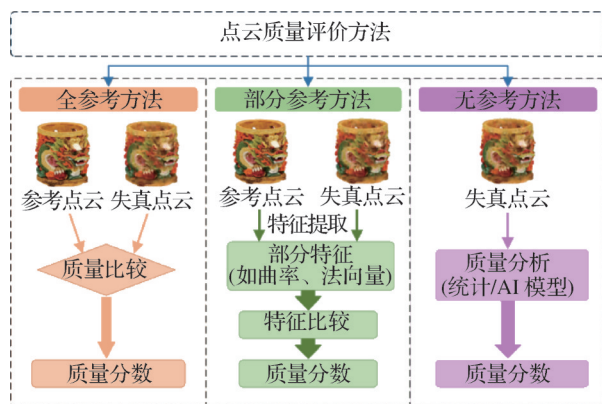 点云质量评价方法
全参考方法
参考点云
失真点云
质量比较
质量分数
部分参考方法
参考点云
失真点云
特征提取
部分特征
(如曲率、法向量)
特征比较
质量分数
无参考方法
失真点云
质量分析
(统计/AI 模型)
质量分数